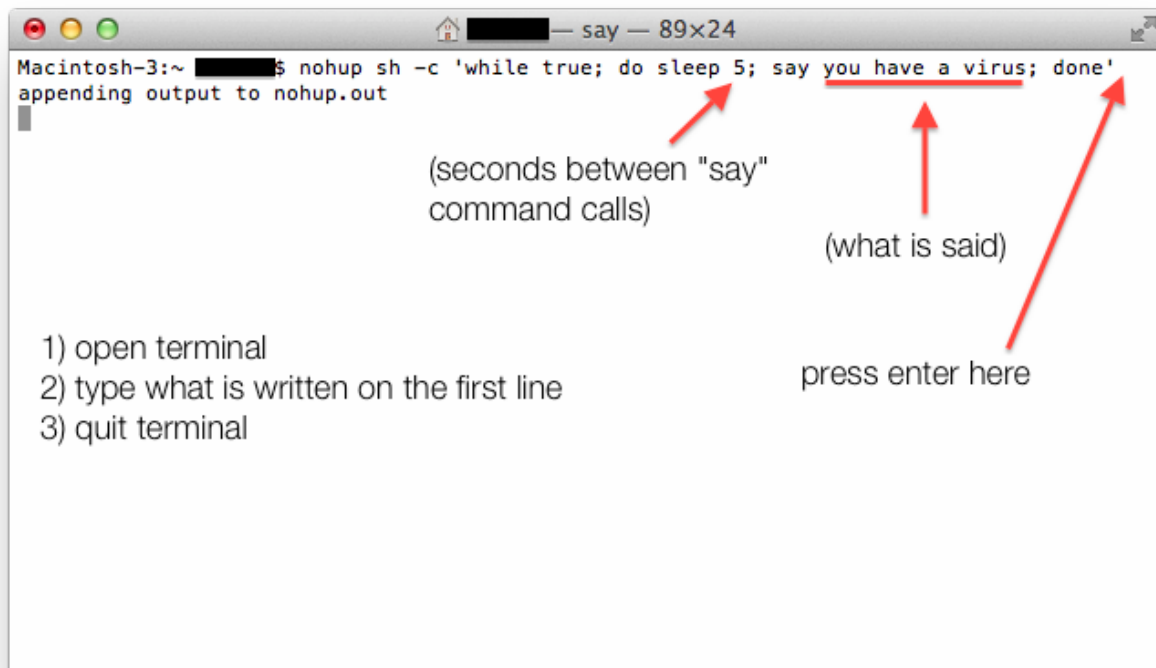 — say — 89×24
Macintosh-3:~ $ nohup sh -c 'while true; do sleep 5; say you have a virus; done'
appending output to nohup.out
(seconds between "say"
command calls)
(what is said)
press enter here
1) open terminal
2) type what is written on the first line
3) quit terminal